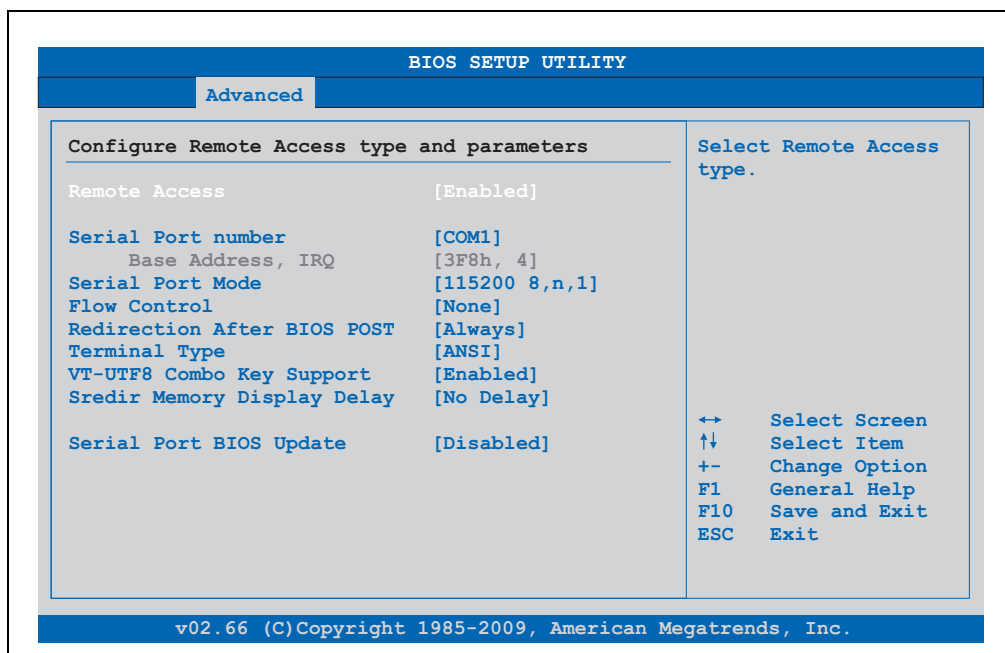 BIOS SETUP UTILITY
Advanced
Configure Remote Access type and parameters
Remote Access [Enabled]
Serial Port number [COM1]
Base Address, IRQ [3F8h, 4]
Serial Port Mode [115200 8,n,1]
Flow Control [None]
Redirection After BIOS POST [Always]
Terminal Type [ANSI]
VT-UTF8 Combo Key Support [Enabled]
Sredir Memory Display Delay [No Delay]
Serial Port BIOS Update [Disabled]
Select Remote Access
type.
↔ Select Screen
↑↓ Select Item
+- Change Option
F1 General Help
F10 Save and Exit
ESC Exit
v02.66 (C)Copyright 1985-2009, American Megatrends, Inc.